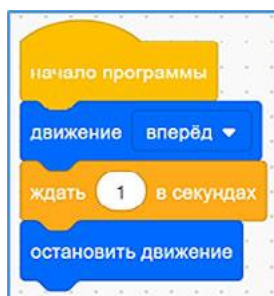 начало программы
движение вперёд
ждать 1 в секундах
остановить движение